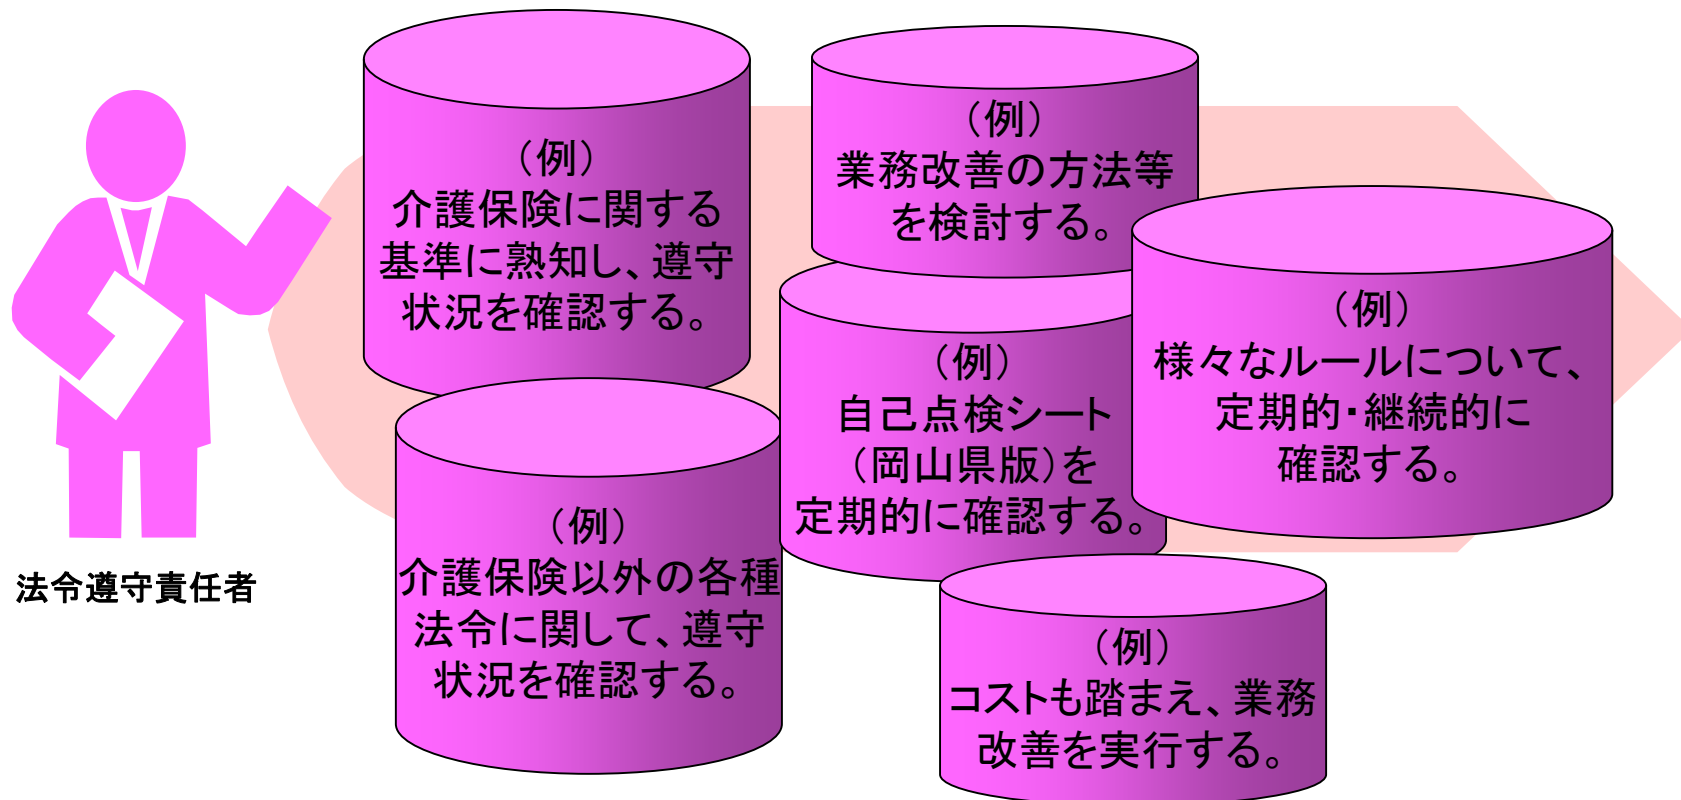 （例）
介護保険に関する
基準に熟知し、遵守
状況を確認する。
（例）
業務改善の方法等
を検討する。
（例）
様々なルールについて、
定期的・継続的に
確認する。
（例）
自己点検シート
（岡山県版）を
定期的に確認する。
（例）
介護保険以外の各種
法令に関して、遵守
状況を確認する。
（例）
コストも踏まえ、業務
改善を実行する。
法令遵守責任者